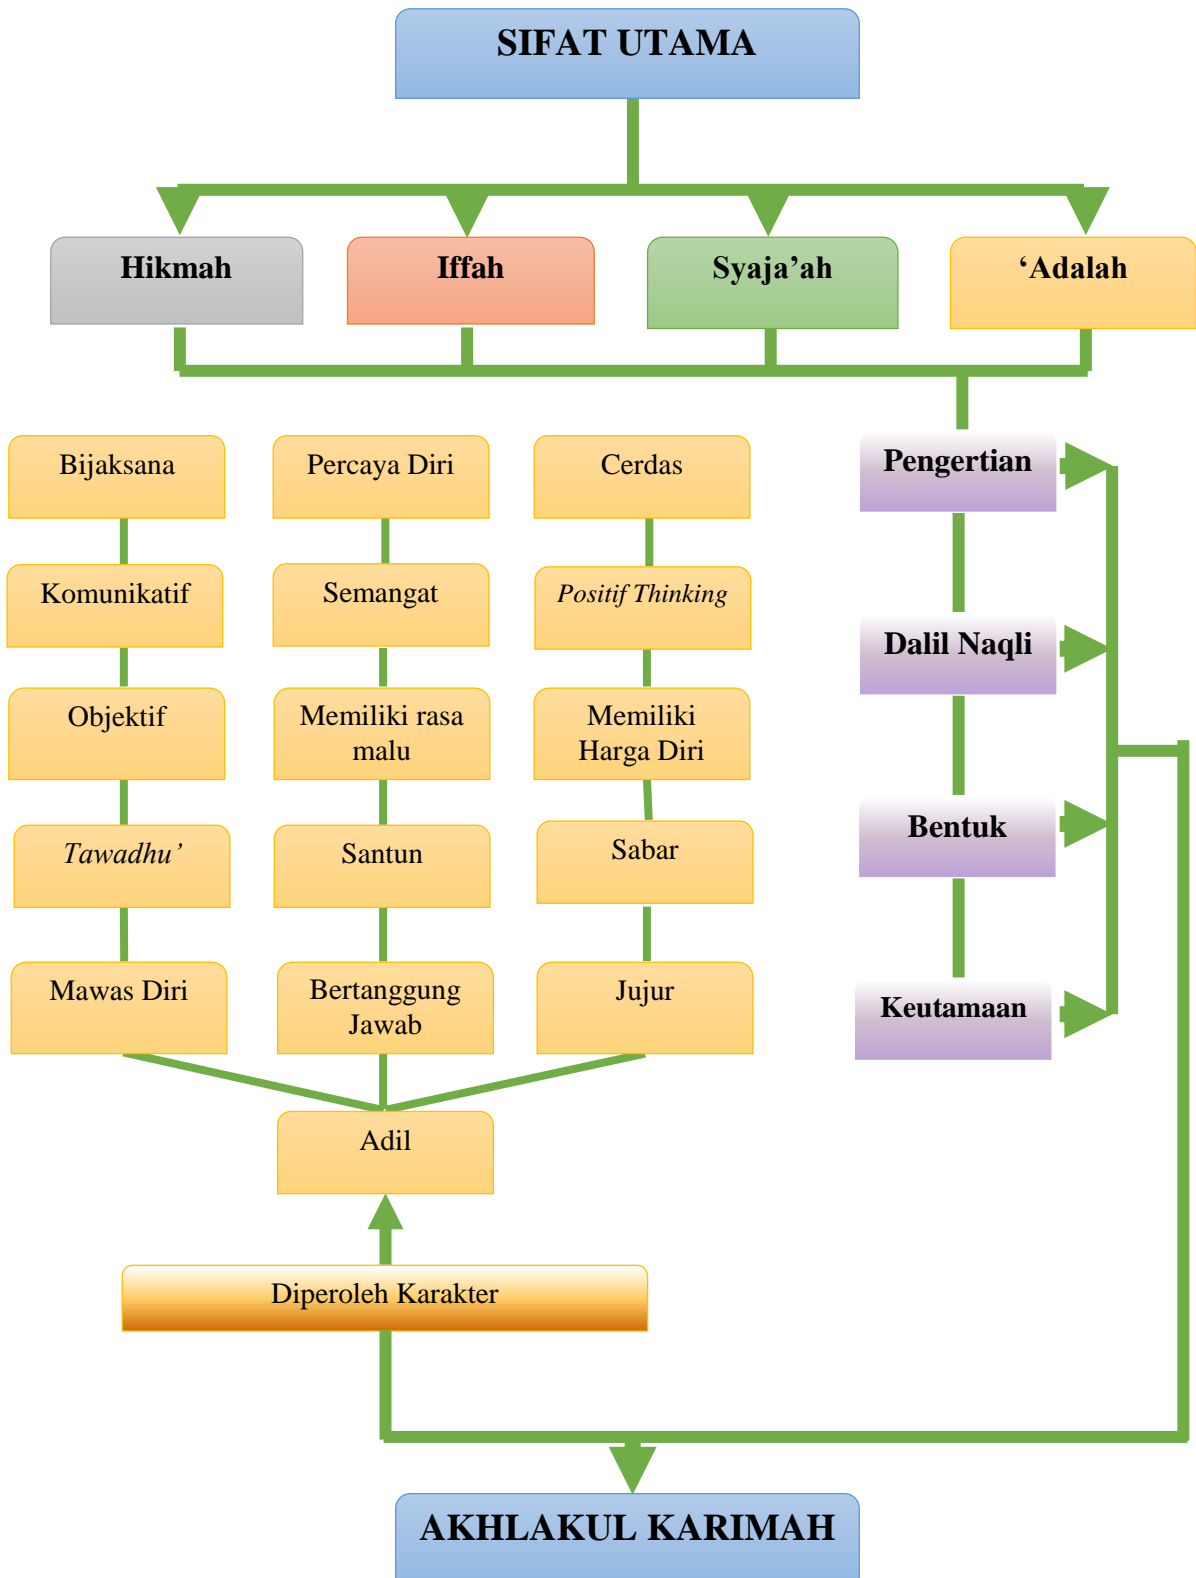 SIFAT UTAMA
Hikmah
Iffah
Syaja’ah
‘Adalah
Bijaksana
Percaya Diri
Cerdas
Pengertian
Komunikatif
Semangat
Positif Thinking
Dalil Naqli
Objektif
Memiliki rasa
malu
Memiliki
Harga Diri
Bentuk
Tawadhu’
Santun
Sabar
Mawas Diri
Bertanggung
Jawab
Jujur
Keutamaan
Adil
Diperoleh Karakter
AKHLAKUL KARIMAH